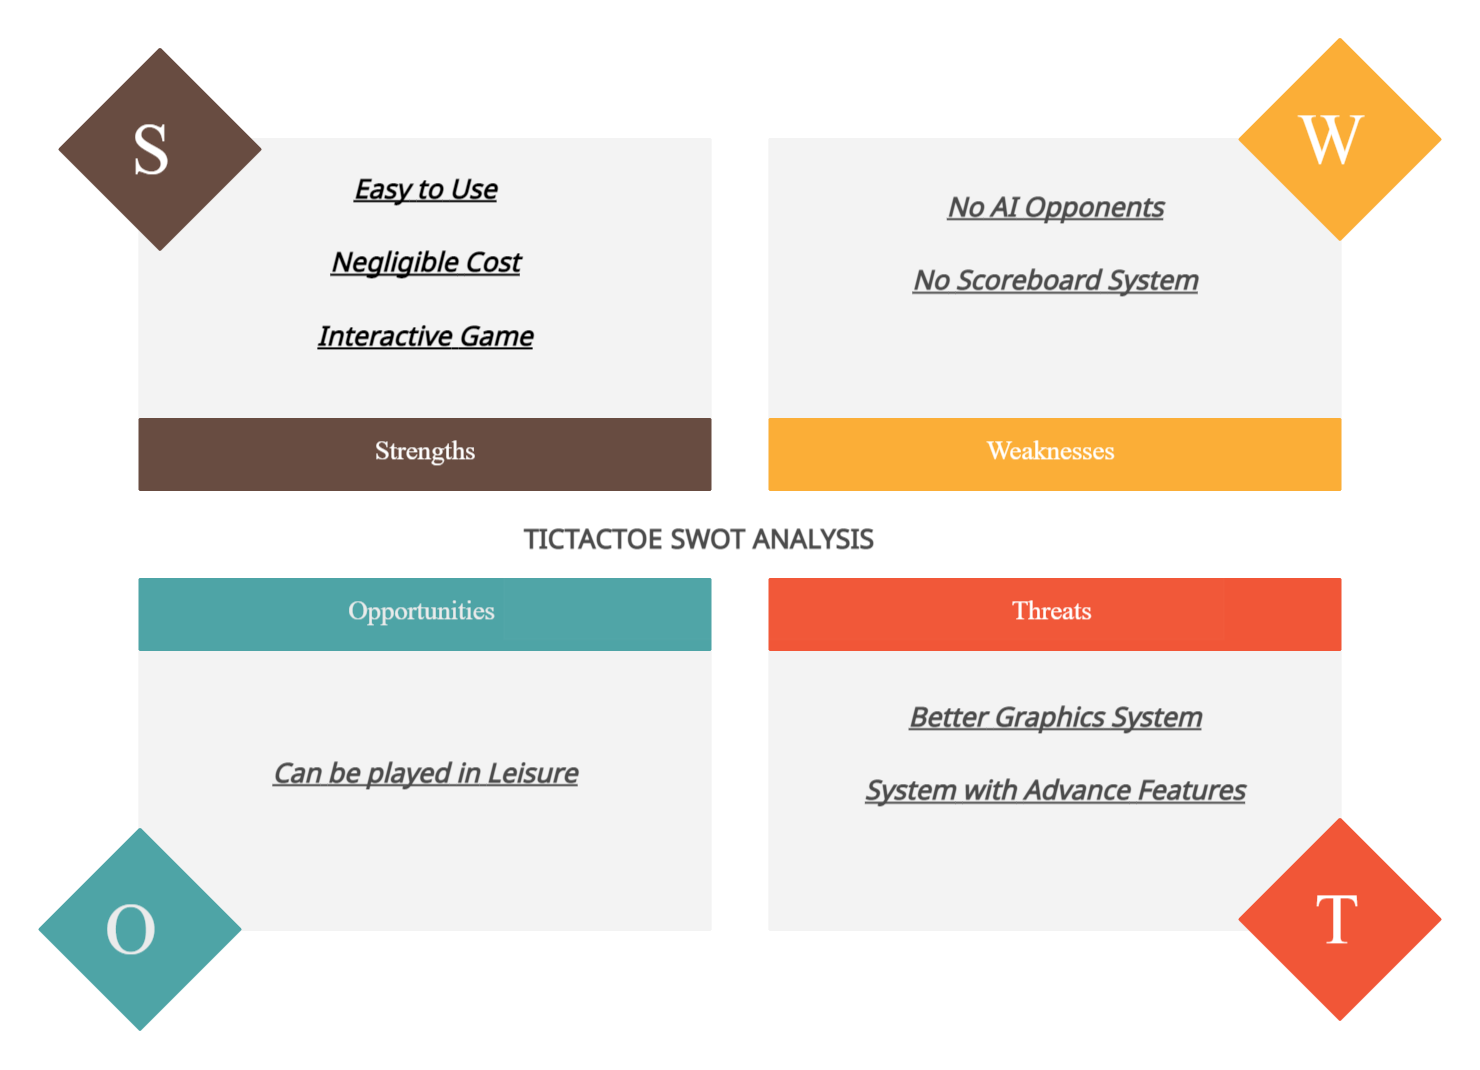 S
Easy to Use
Negligible Cost
Interactive Game
Strengths
W
No AI Opponents
No Scoreboard System
Weaknesses
TICTACTOE SWOT ANALYSIS
Opportunities
Can be played in Leisure
O
Threats
Better Graphics System
System with Advance Features
T